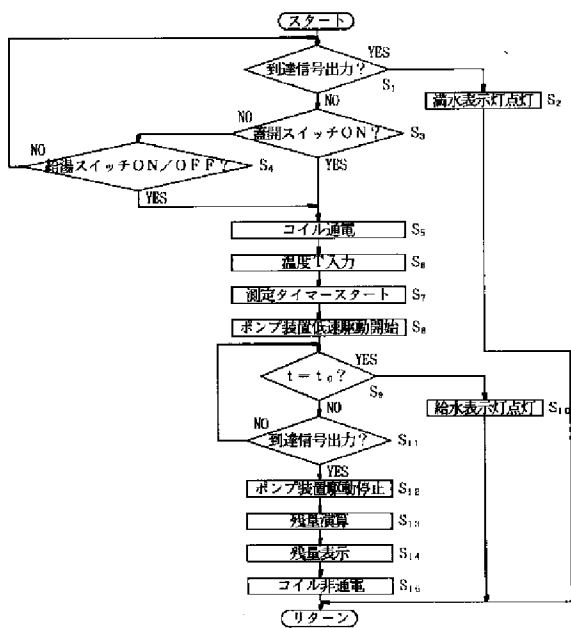 スタート
YES
到達信号出力?
S₁
NO
満水表示灯点灯 S₂
NO
蓋開スイッチON?
S₃
NO
YES
給湯スイッチON/OFF?
S₄
YES
コイル通電 S₅
温度T入力 S₆
測定タイマースタート S₇
ポンプ装置低速駆動開始 S₈
YES
t=t₀?
S₉
給水表示灯点灯 S₁₀
NO
NO
到達信号出力?
S₁₁
YES
ポンプ装置駆動停止 S₁₂
残量演算 S₁₃
残量表示 S₁₄
コイル非通電 S₁₅
リターン